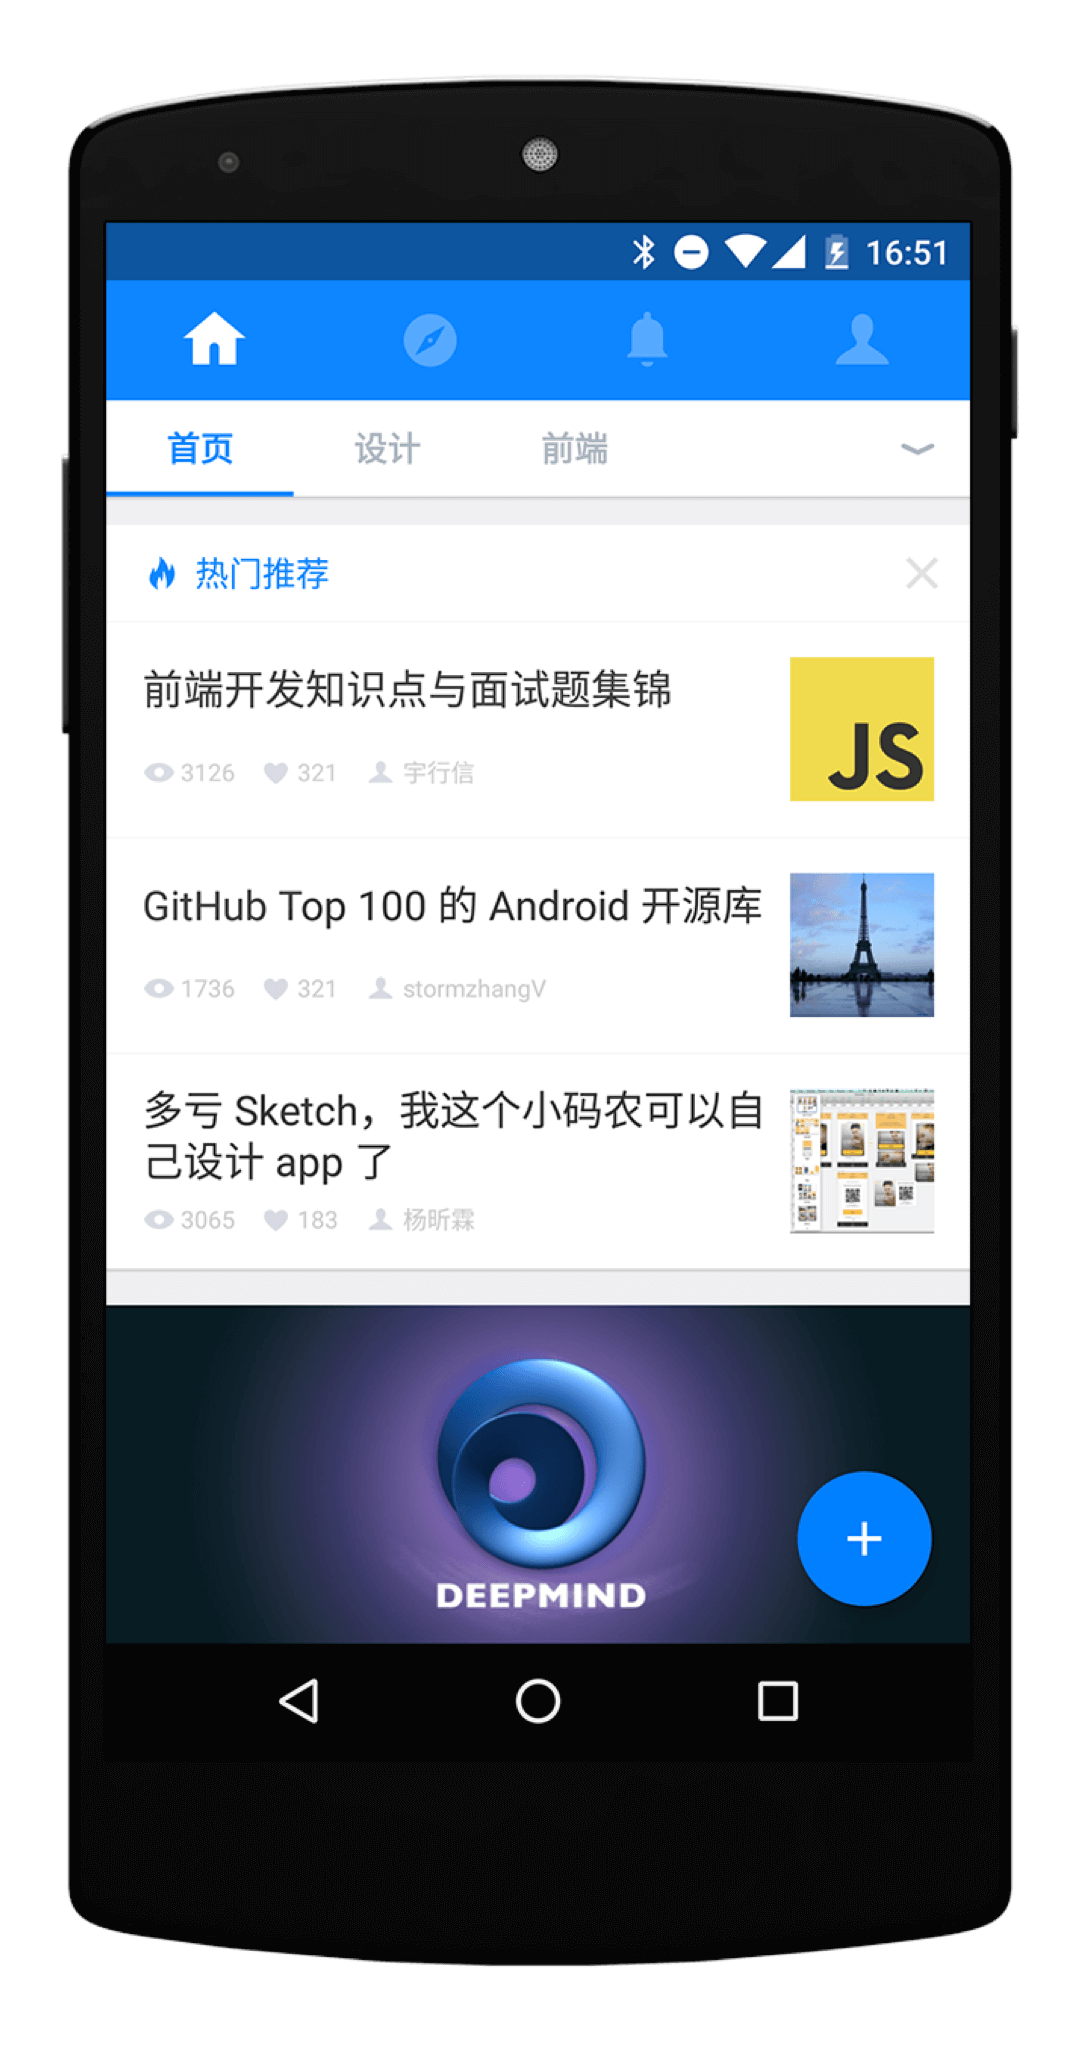 16:51
首页 设计 前端
热门推荐
前端开发知识点与面试题集锦
3126 321 宇行信
JS
GitHub Top 100 的 Android 开源库
1736 321 stormzhangV
多亏 Sketch，我这个小码农可以自
己设计 app 了
3065 183 杨昕霖
DEEPMIND